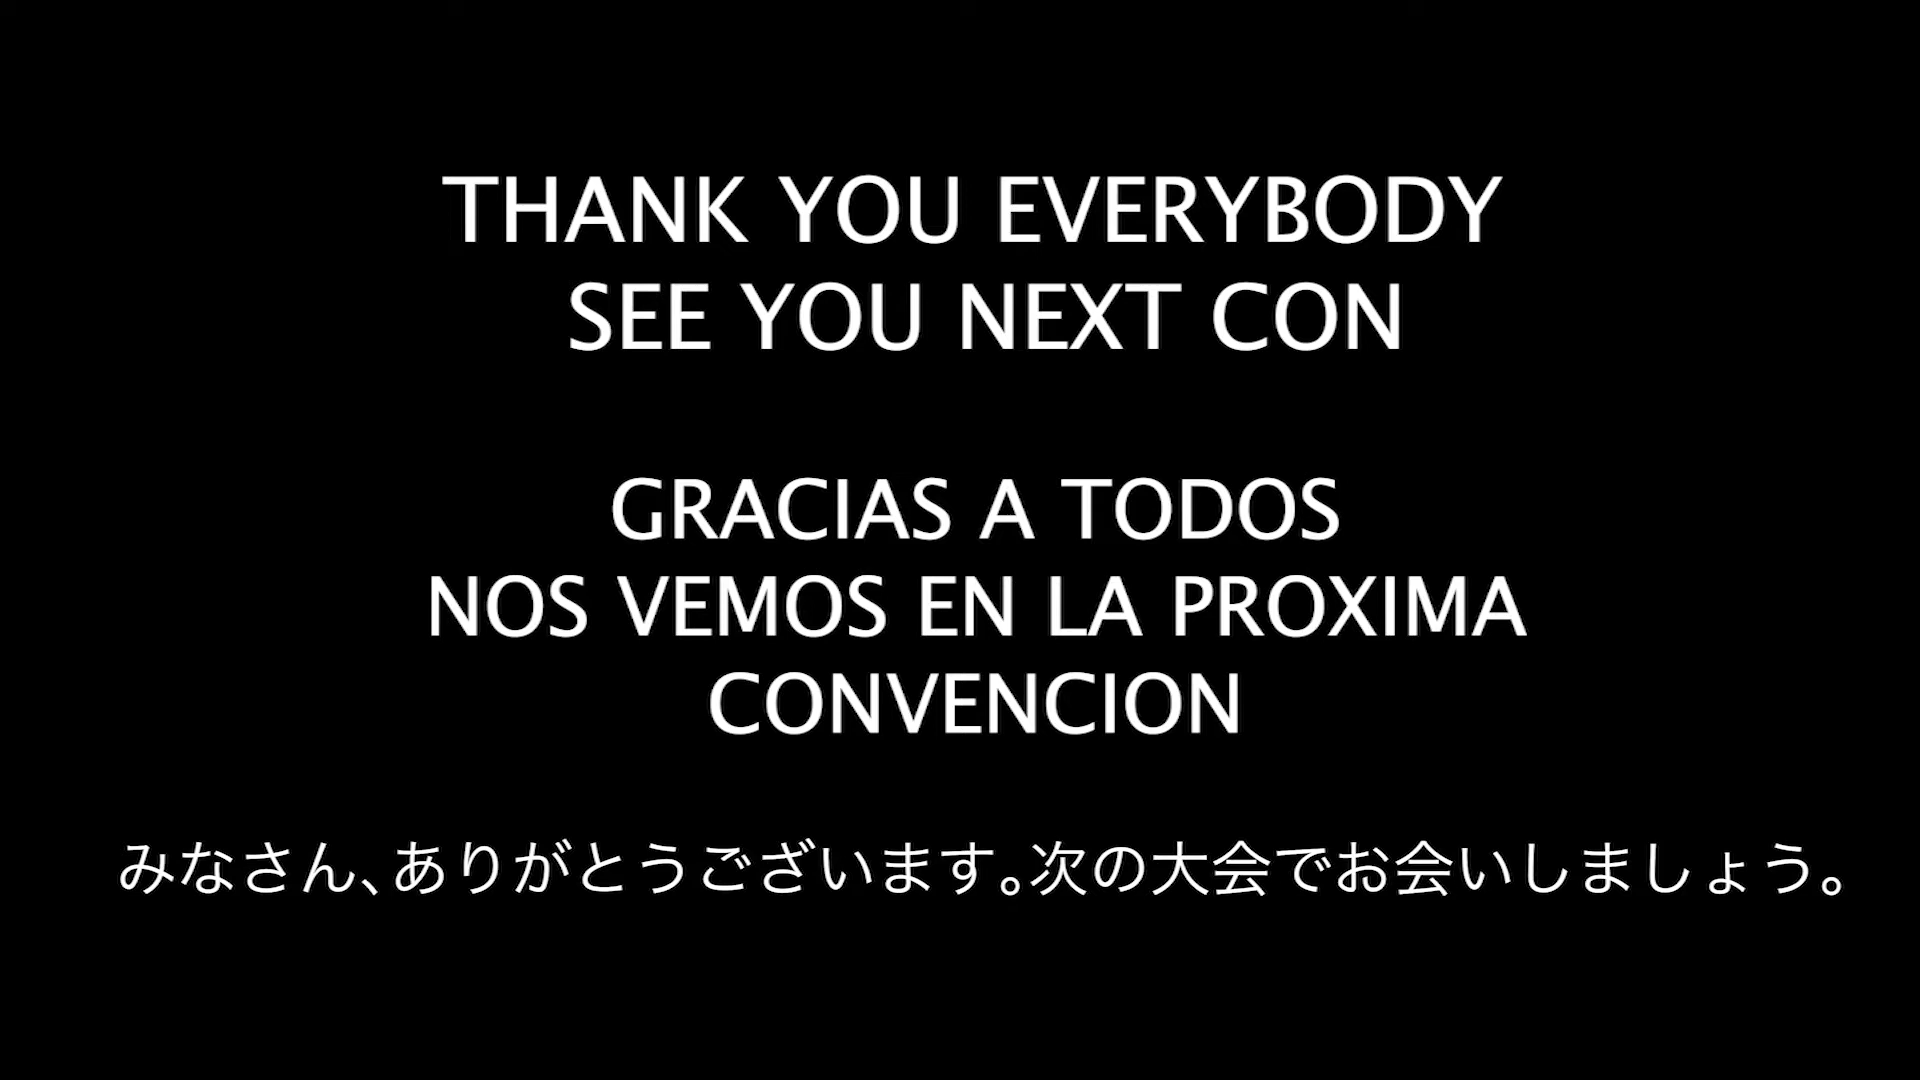 THANK YOU EVERYBODY
SEE YOU NEXT CON
GRACIAS A TODOS
NOS VEMOS EN LA PROXIMA
CONVENCION
みなさん、ありがとうございます。次の大会でお会いしましょう。